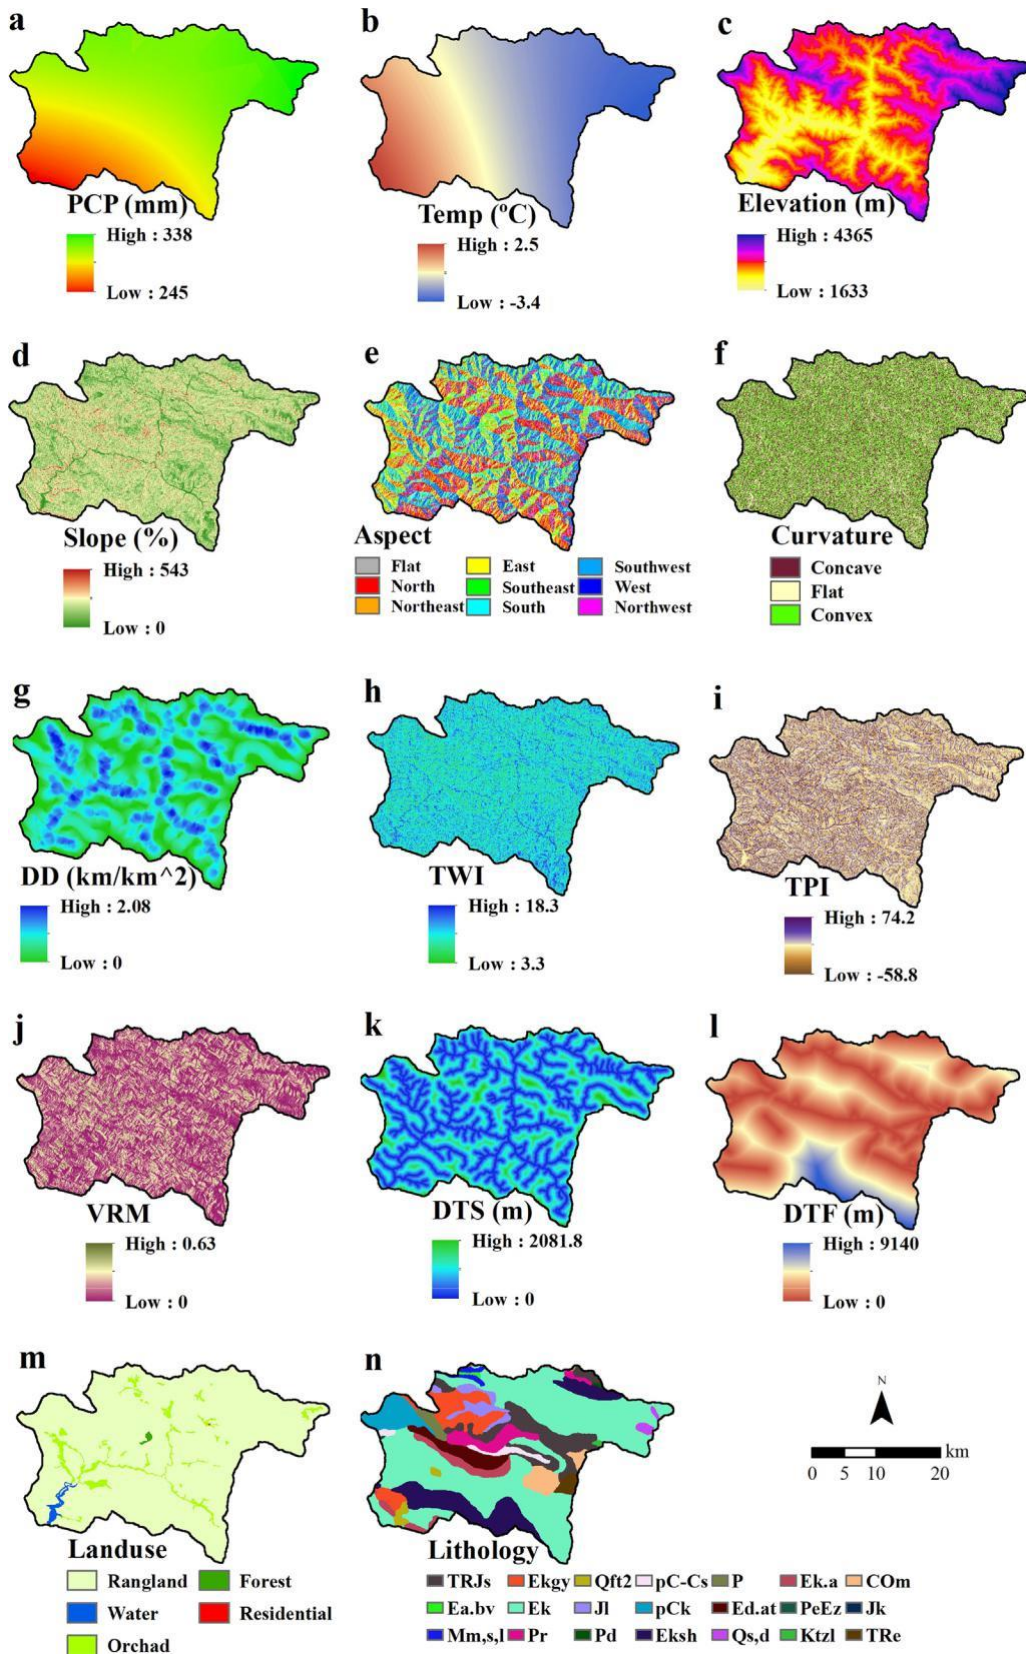 a
b
c
PCP (mm)
High : 338
Low : 245
Temp (ºC)
High : 2.5
Low : -3.4
Elevation (m)
High : 4365
Low : 1633
d
e
f
Slope (%)
High : 543
Low : 0
Aspect
Flat East Southwest
North Southeast West
Northeast South Northwest
Curvature
Concave
Flat
Convex
g
h
i
DD (km/km^2)
High : 2.08
Low : 0
TWI
High : 18.3
Low : 3.3
TPI
High : 74.2
Low : -58.8
j
k
l
VRM
High : 0.63
Low : 0
DTS (m)
High : 2081.8
Low : 0
DTF (m)
High : 9140
Low : 0
m
n
Landuse
Rangland Forest
Water Residential
Orchad
Lithology
TRJs Ekgy Qft2 pC-Cs P Ek.a COm
Ea.bv Ek Jl pCk Ed.at PeEz Jk
Mm,s,l Pr Pd Eksh Qs,d Ktzl TRe
N
km
0 5 10 20